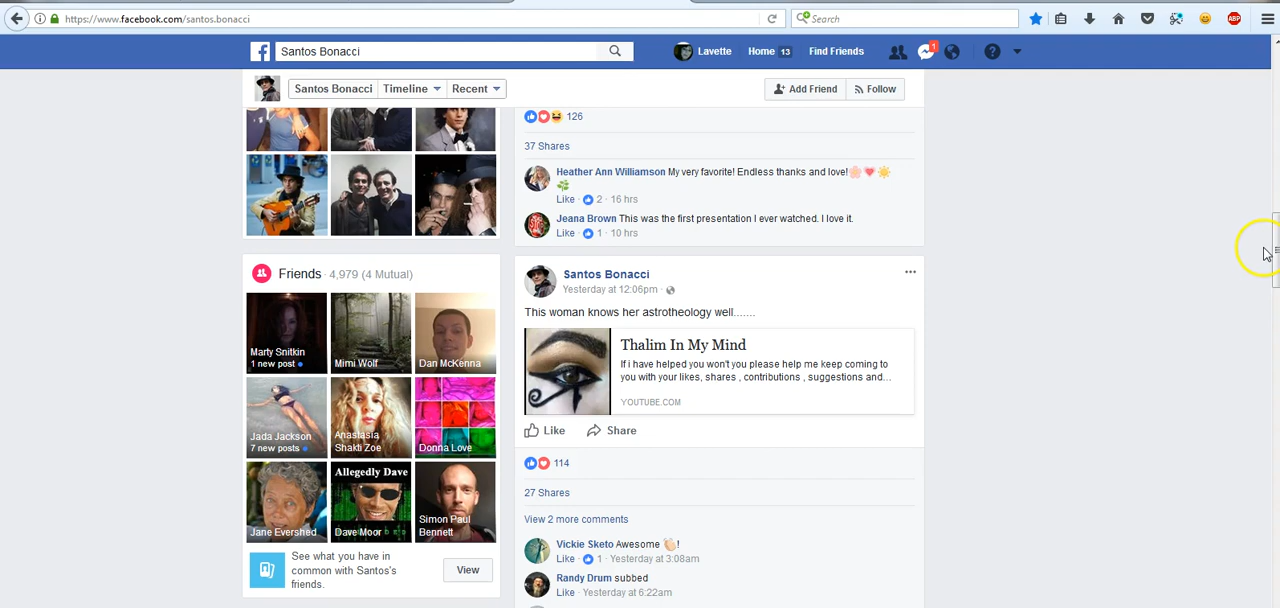 https://www.facebook.com/santos.bonacci
Search
ABP
Santos Bonacci
Lavette
Home 13
Find Friends
1
Santos Bonacci
Timeline
Recent
Add Friend
Follow
126
37 Shares
Heather Ann Williamson My very favorite! Endless thanks and love!🌸❤️☀️
🌿
Like · 2 · 16 hrs
Jeana Brown This was the first presentation I ever watched. I love it.
Like · 1 · 10 hrs
Friends · 4,979 (4 Mutual)
Marty Snitkin
1 new post
Mimi Wolf
Dan McKenna
Jada Jackson
7 new posts
Anastasia
Shakti Zoe
Donna Love
Jane Evershed
Allegedly Dave
Dave Moor
Simon Paul
Bennett
See what you have in
common with Santos's
friends.
View
Santos Bonacci
Yesterday at 12:06pm ·
This woman knows her astrotheology well.......
Thalim In My Mind
If i have helped you won't you please help me keep coming to
you with your likes, shares , contributions , suggestions and...
YOUTUBE.COM
Like
Share
114
27 Shares
View 2 more comments
Vickie Sketo Awesome 👏🏻!
Like · 1 · Yesterday at 3:08am
Randy Drum subbed
Like · Yesterday at 6:22am